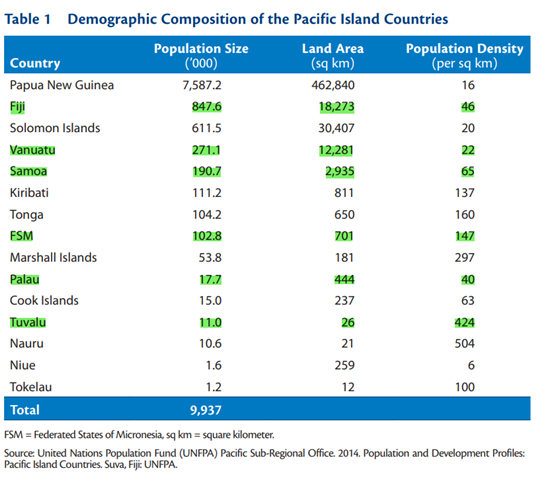 Table 1 Demographic Composition of the Pacific Island Countries
Country Population Size (’000) Land Area (sq km) Population Density (per sq km)
Papua New Guinea 7,587.2 462,840 16
Fiji 847.6 18,273 46
Solomon Islands 611.5 30,407 20
Vanuatu 271.1 12,281 22
Samoa 190.7 2,935 65
Kiribati 111.2 811 137
Tonga 104.2 650 160
FSM 102.8 701 147
Marshall Islands 53.8 181 297
Palau 17.7 444 40
Cook Islands 15.0 237 63
Tuvalu 11.0 26 424
Nauru 10.6 21 504
Niue 1.6 259 6
Tokelau 1.2 12 100
Total 9,937
FSM = Federated States of Micronesia, sq km = square kilometer.
Source: United Nations Population Fund (UNFPA) Pacific Sub-Regional Office. 2014. Population and Development Profiles:
Pacific Island Countries. Suva, Fiji: UNFPA.